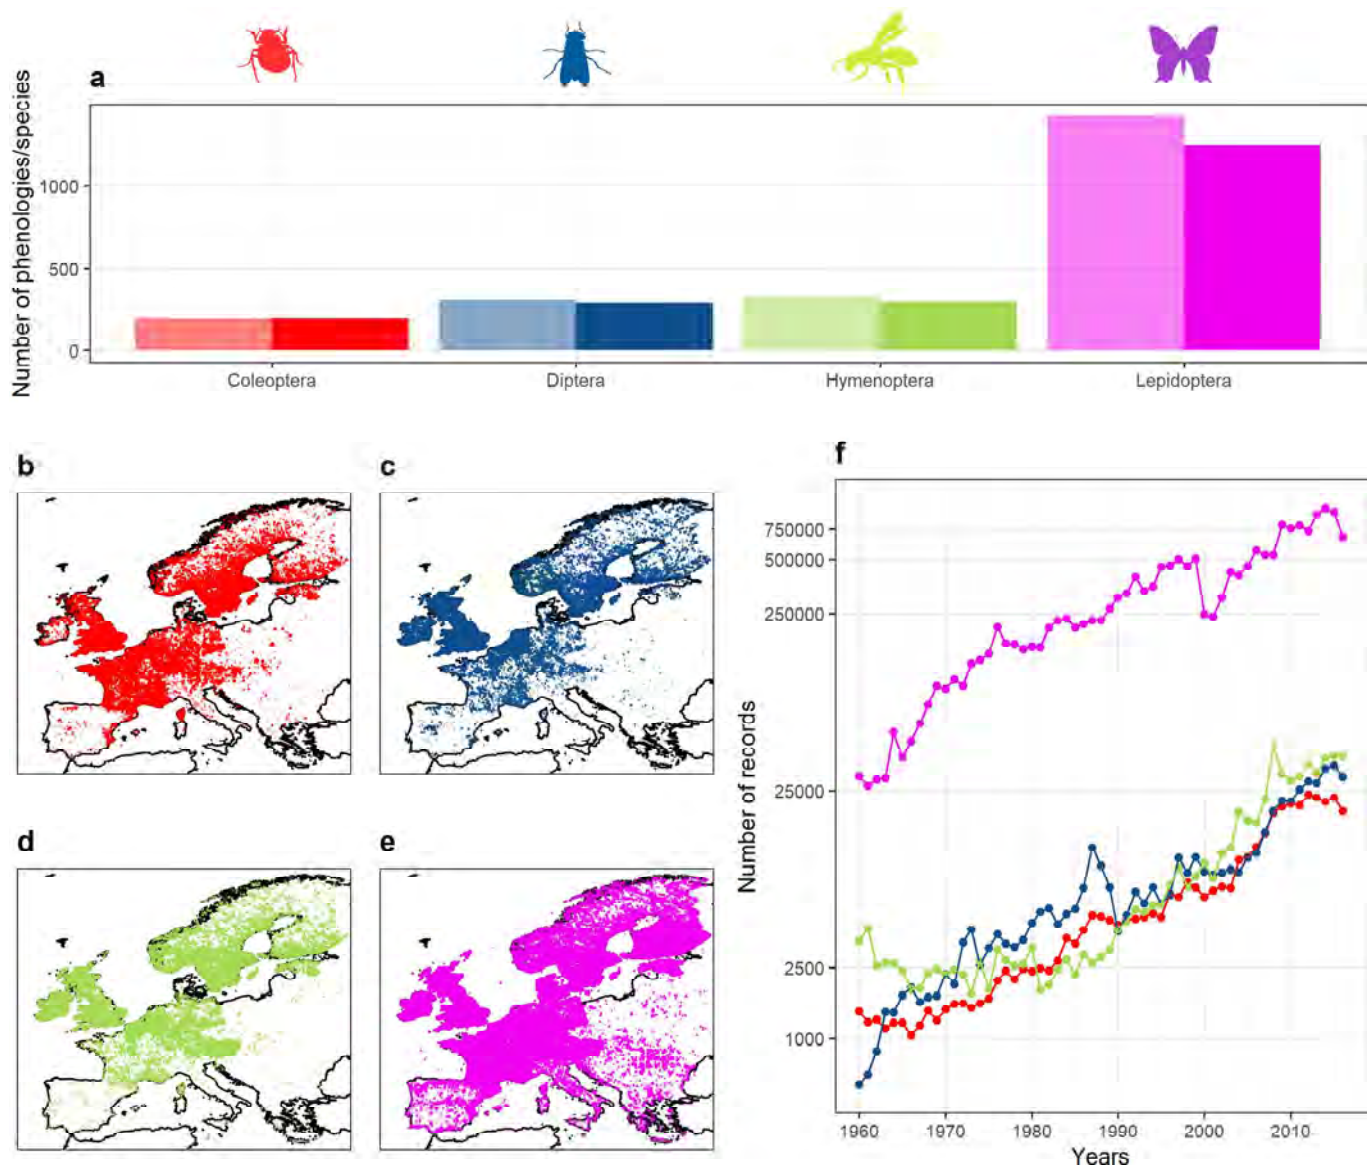 a
Number of phenologies/species
1000
500
0
Coleoptera
Diptera
Hymenoptera
Lepidoptera
b
c
d
e
f
Number of records
750000
500000
250000
25000
2500
1000
1960
1970
1980
1990
2000
2010
Years